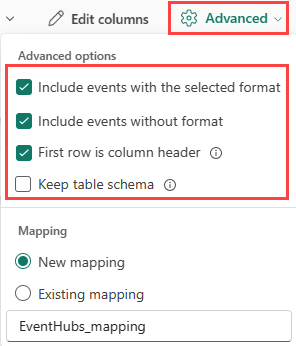 Edit columns
Advanced
Advanced options
Include events with the selected format
Include events without format
First row is column header
Keep table schema
Mapping
New mapping
Existing mapping
EventHubs_mapping